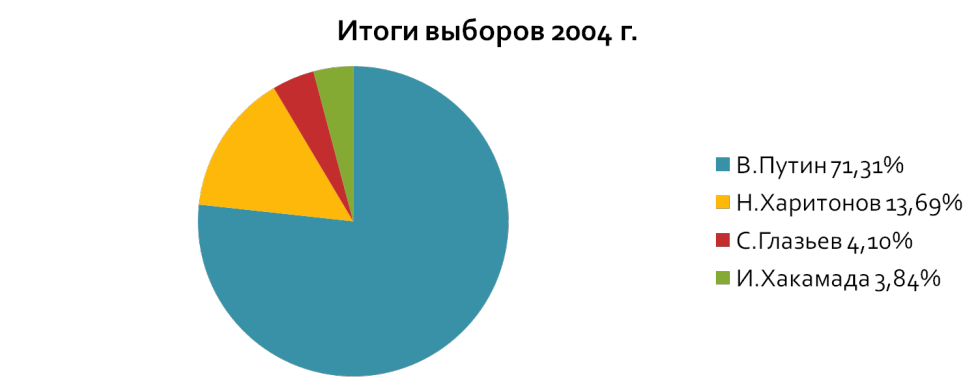 Итоги выборов 2004 г.
В.Путин 71,31%
Н.Харитонов 13,69%
С.Глазьев 4,10%
И.Хакамада 3,84%